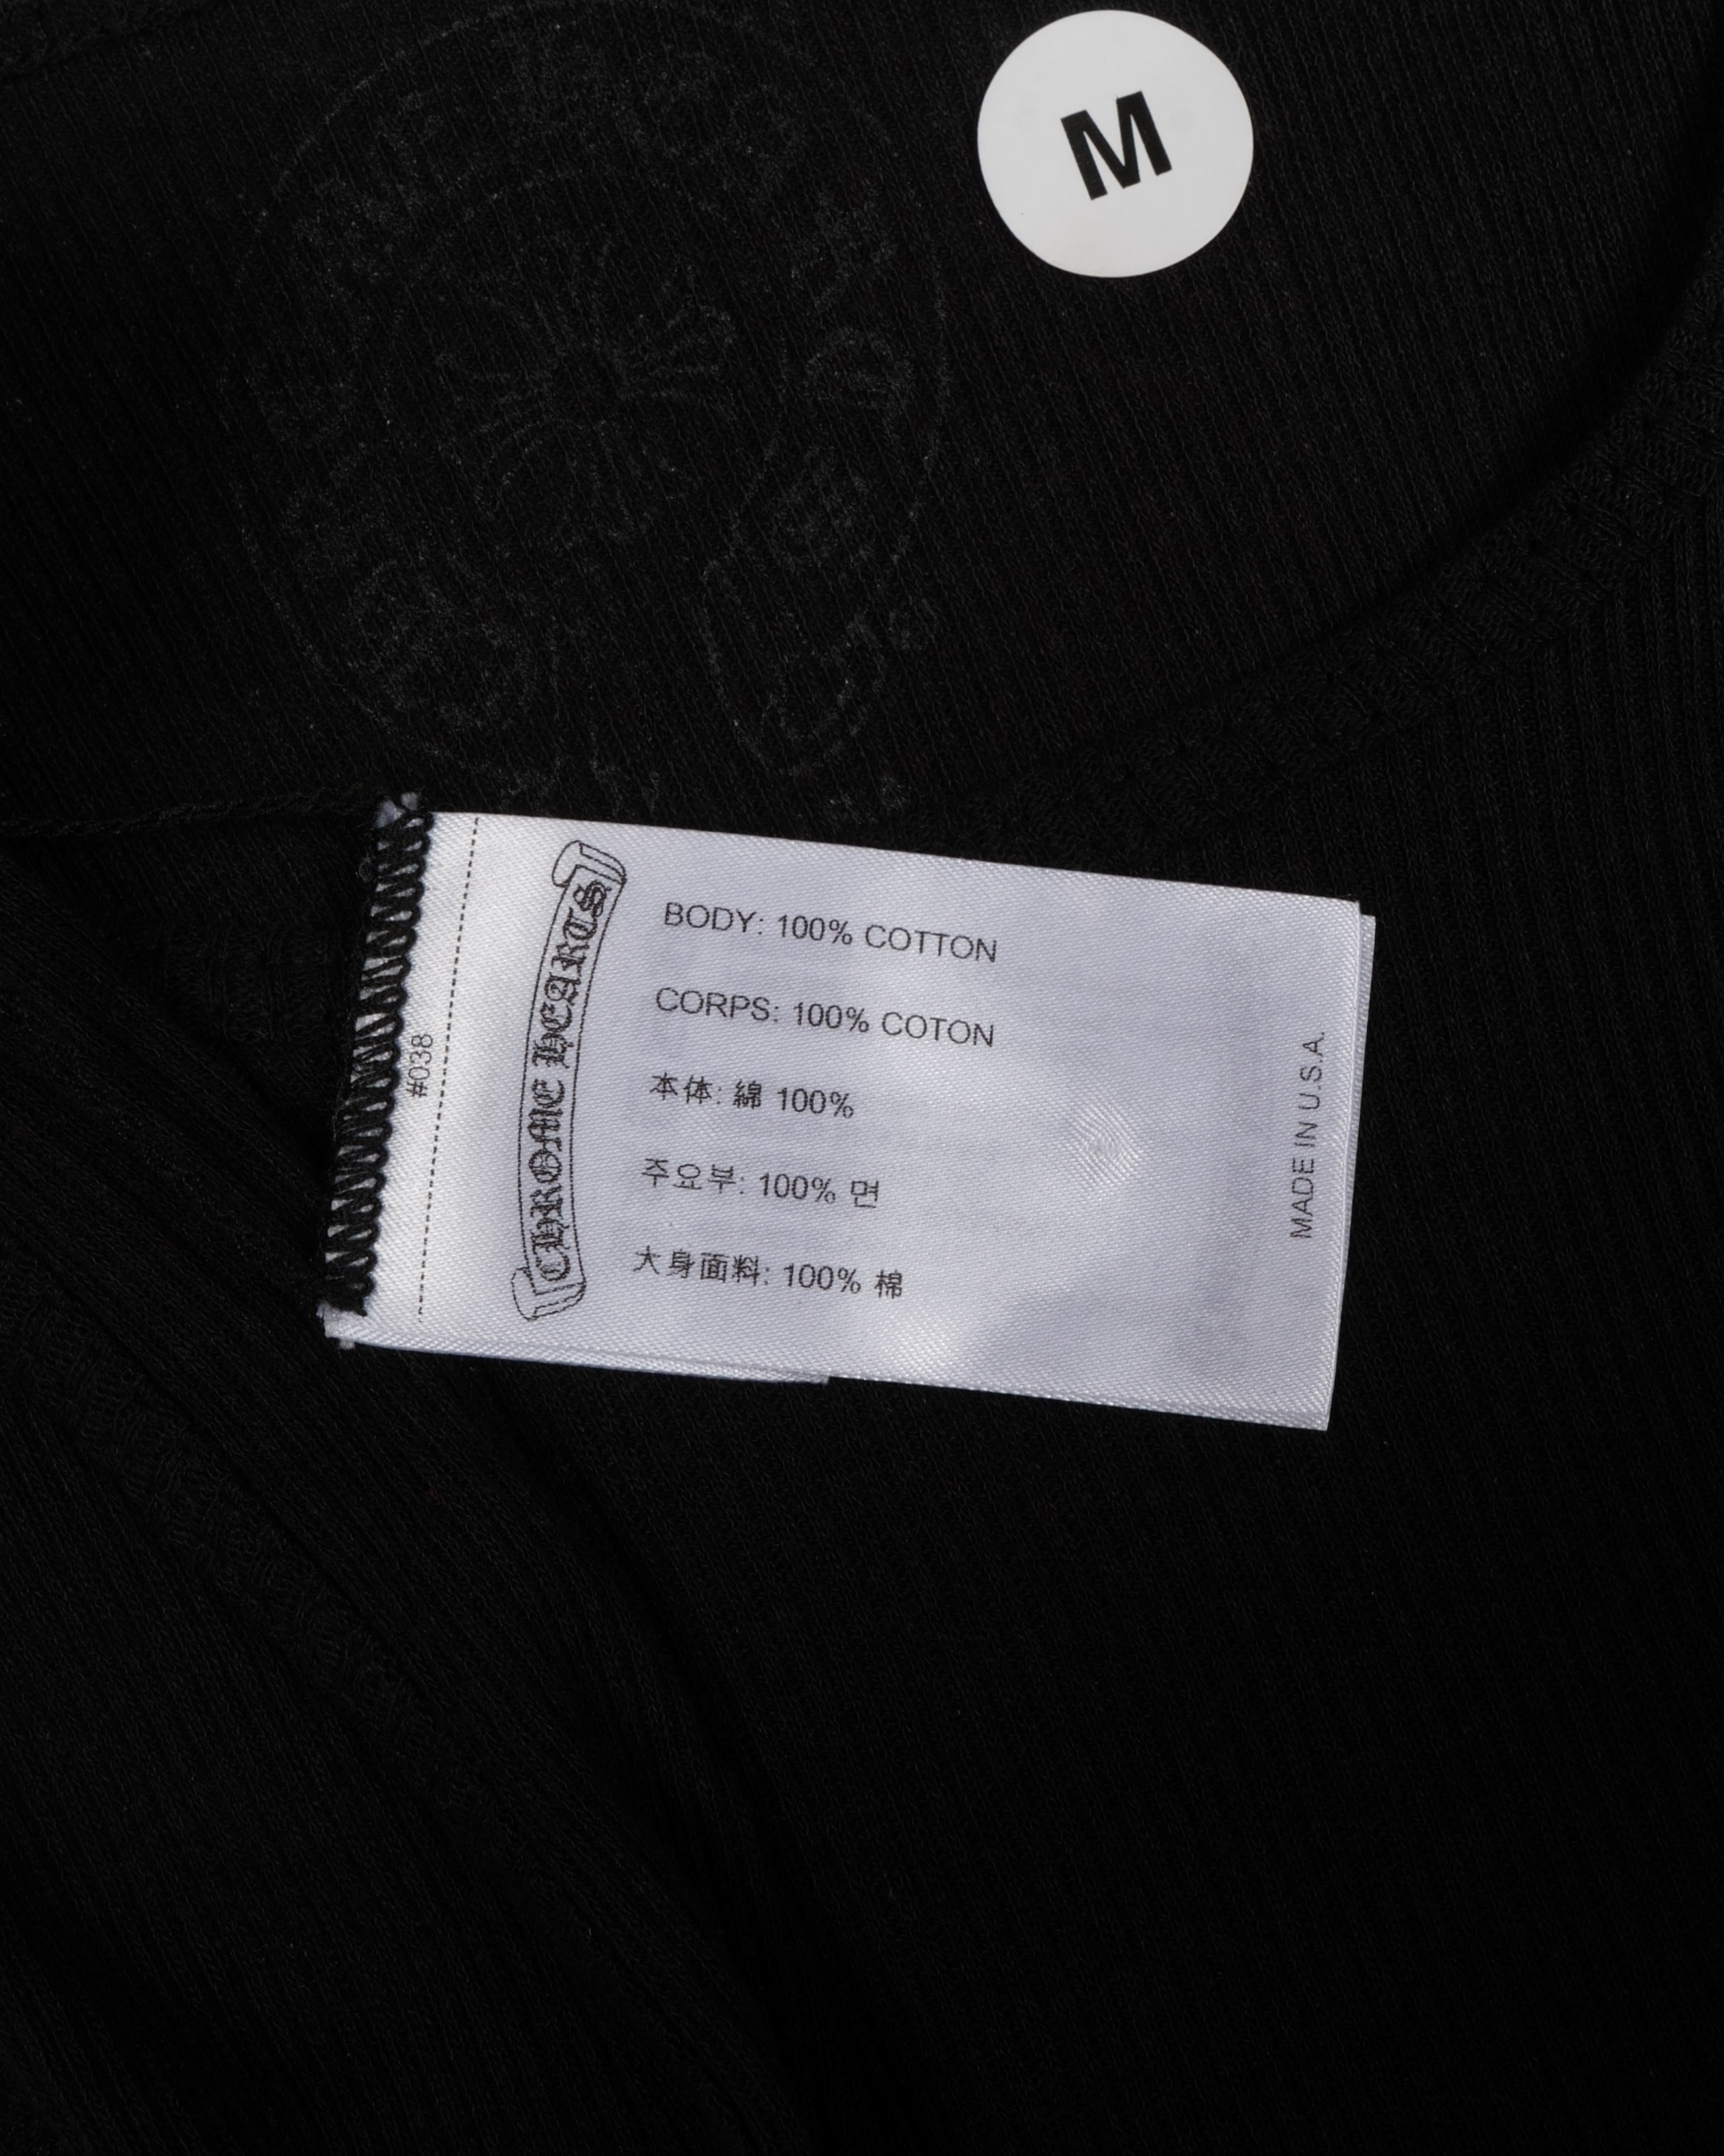 M
#038
CHROME HEARTS
BODY: 100% COTTON
CORPS: 100% COTON
本体: 綿 100%
주요부: 100% 면
大身面料: 100% 棉
MADE IN U.S.A.